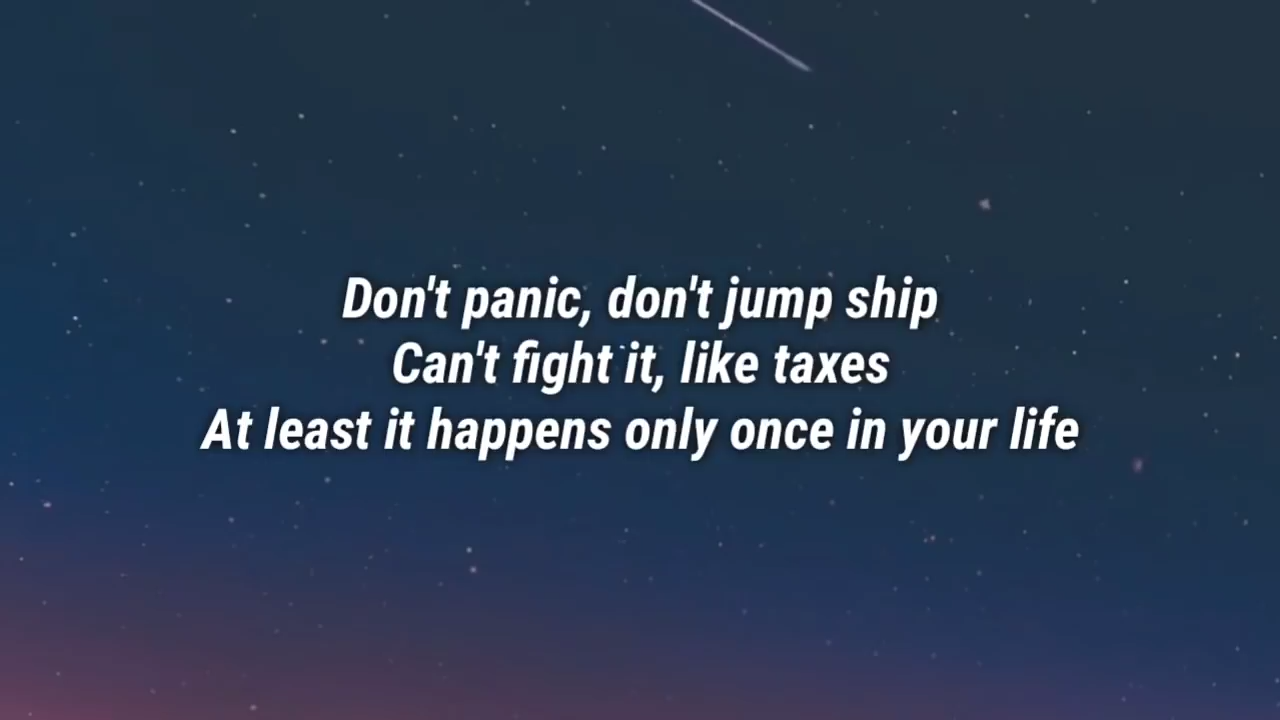 Don't panic, don't jump ship
Can't fight it, like taxes
At least it happens only once in your life